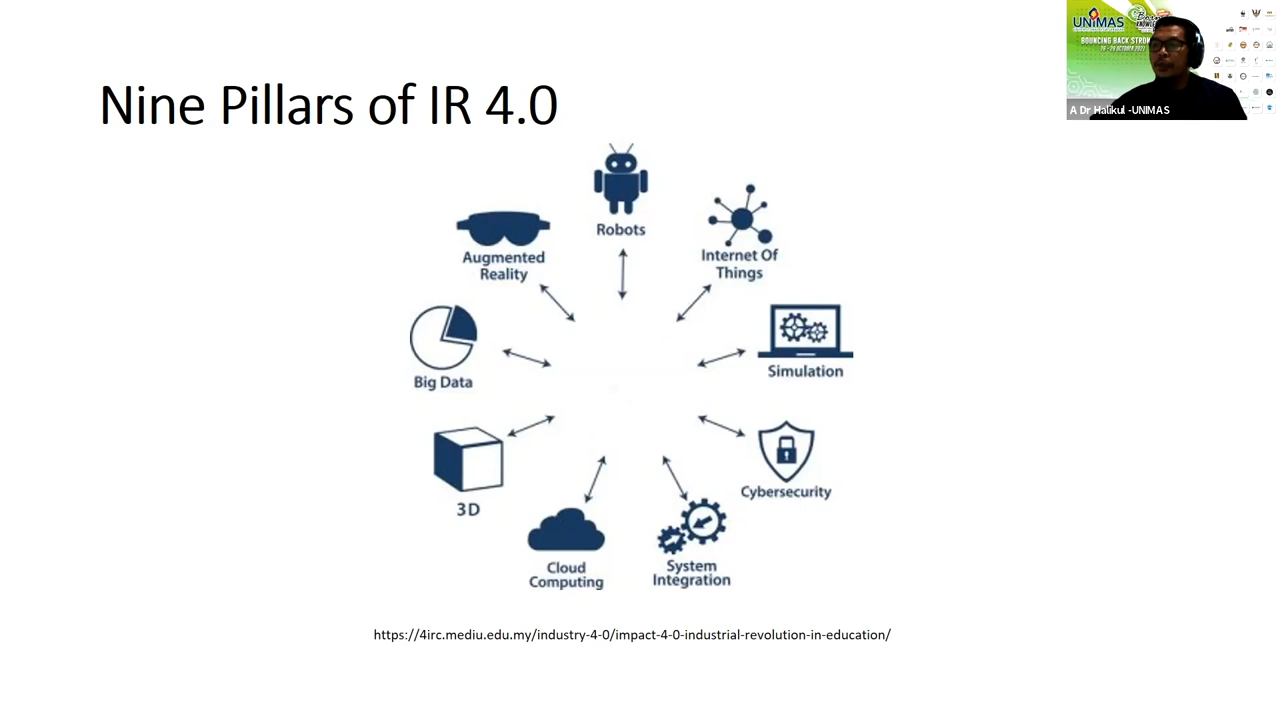 Nine Pillars of IR 4.0
Robots
Internet Of
Things
Simulation
Cybersecurity
System
Integration
Cloud
Computing
3D
Big Data
Augmented
Reality
https://4irc.mediu.edu.my/industry-4-0/impact-4-0-industrial-revolution-in-education/
UNIMAS
BOUNCING BACK STRON
A Dr Halikul -UNIMAS